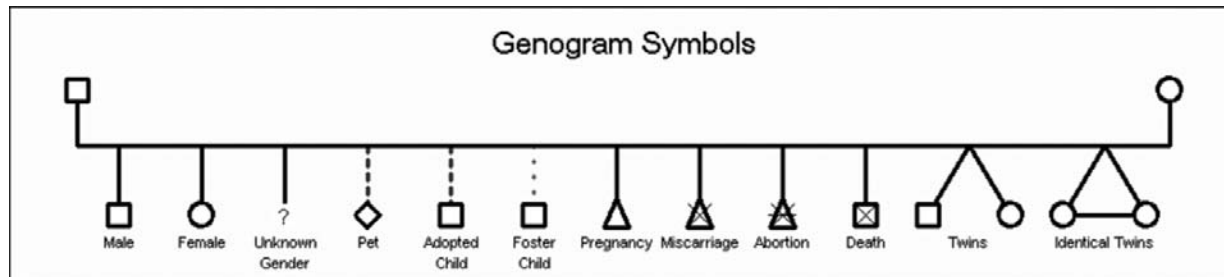 Genogram Symbols
?
Male
Female
Unknown
Gender
Pet
Adopted
Child
Foster
Child
Pregnancy
Miscarriage
Abortion
Death
Twins
Identical Twins